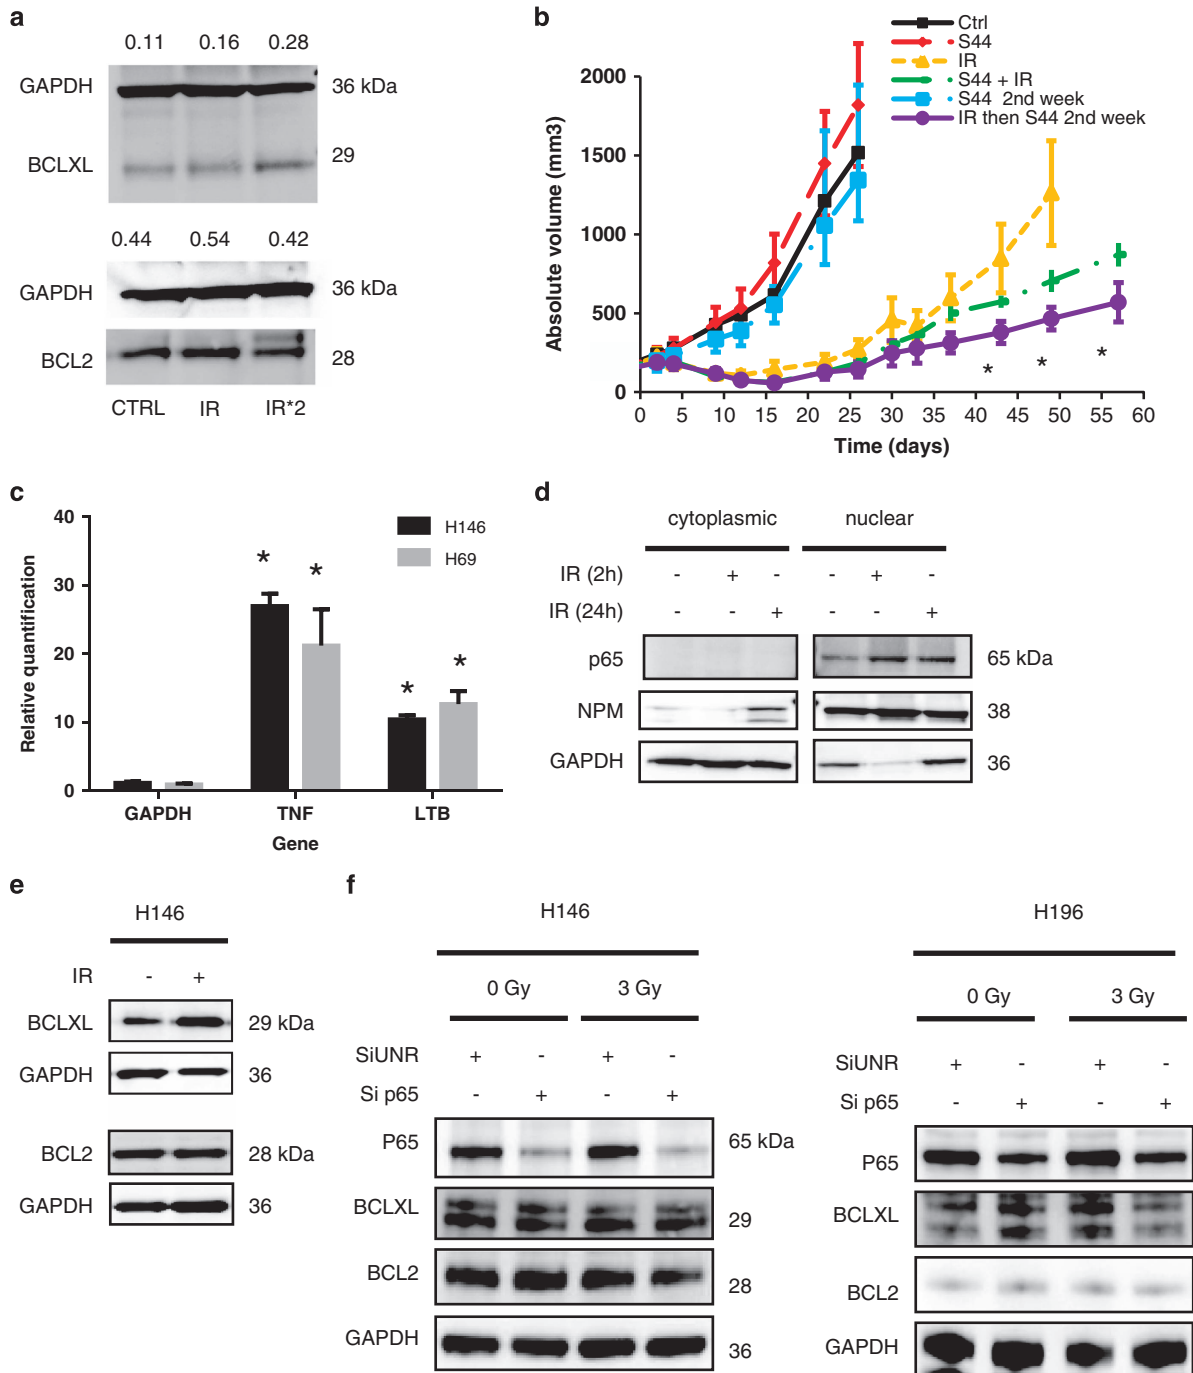 a
0.11 0.16 0.28
GAPDH 36 kDa
BCLXL 29
0.44 0.54 0.42
GAPDH 36 kDa
BCL2 28
CTRL IR IR*2
b
Ctrl
S44
IR
S44 + IR
S44 2nd week
IR then S44 2nd week
Absolute volume (mm3)
2000
1500
1000
500
0
* * *
0 5 10 15 20 25 30 35 40 45 50 55 60
Time (days)
c
H146
H69
Relative quantification
40
30
20
10
0
* * * *
GAPDH TNF LTB
Gene
d
cytoplasmic nuclear
IR (2h) - + - - + -
IR (24h) - - + - - +
p65 65 kDa
NPM 38
GAPDH 36
e
H146
IR - +
BCLXL 29 kDa
GAPDH 36
BCL2 28 kDa
GAPDH 36
f
H146
0 Gy 3 Gy
SiUNR + - + -
Si p65 - + - +
P65 65 kDa
BCLXL 29
BCL2 28
GAPDH 36
H196
0 Gy 3 Gy
SiUNR + - + -
Si p65 - + - +
P65
BCLXL
BCL2
GAPDH